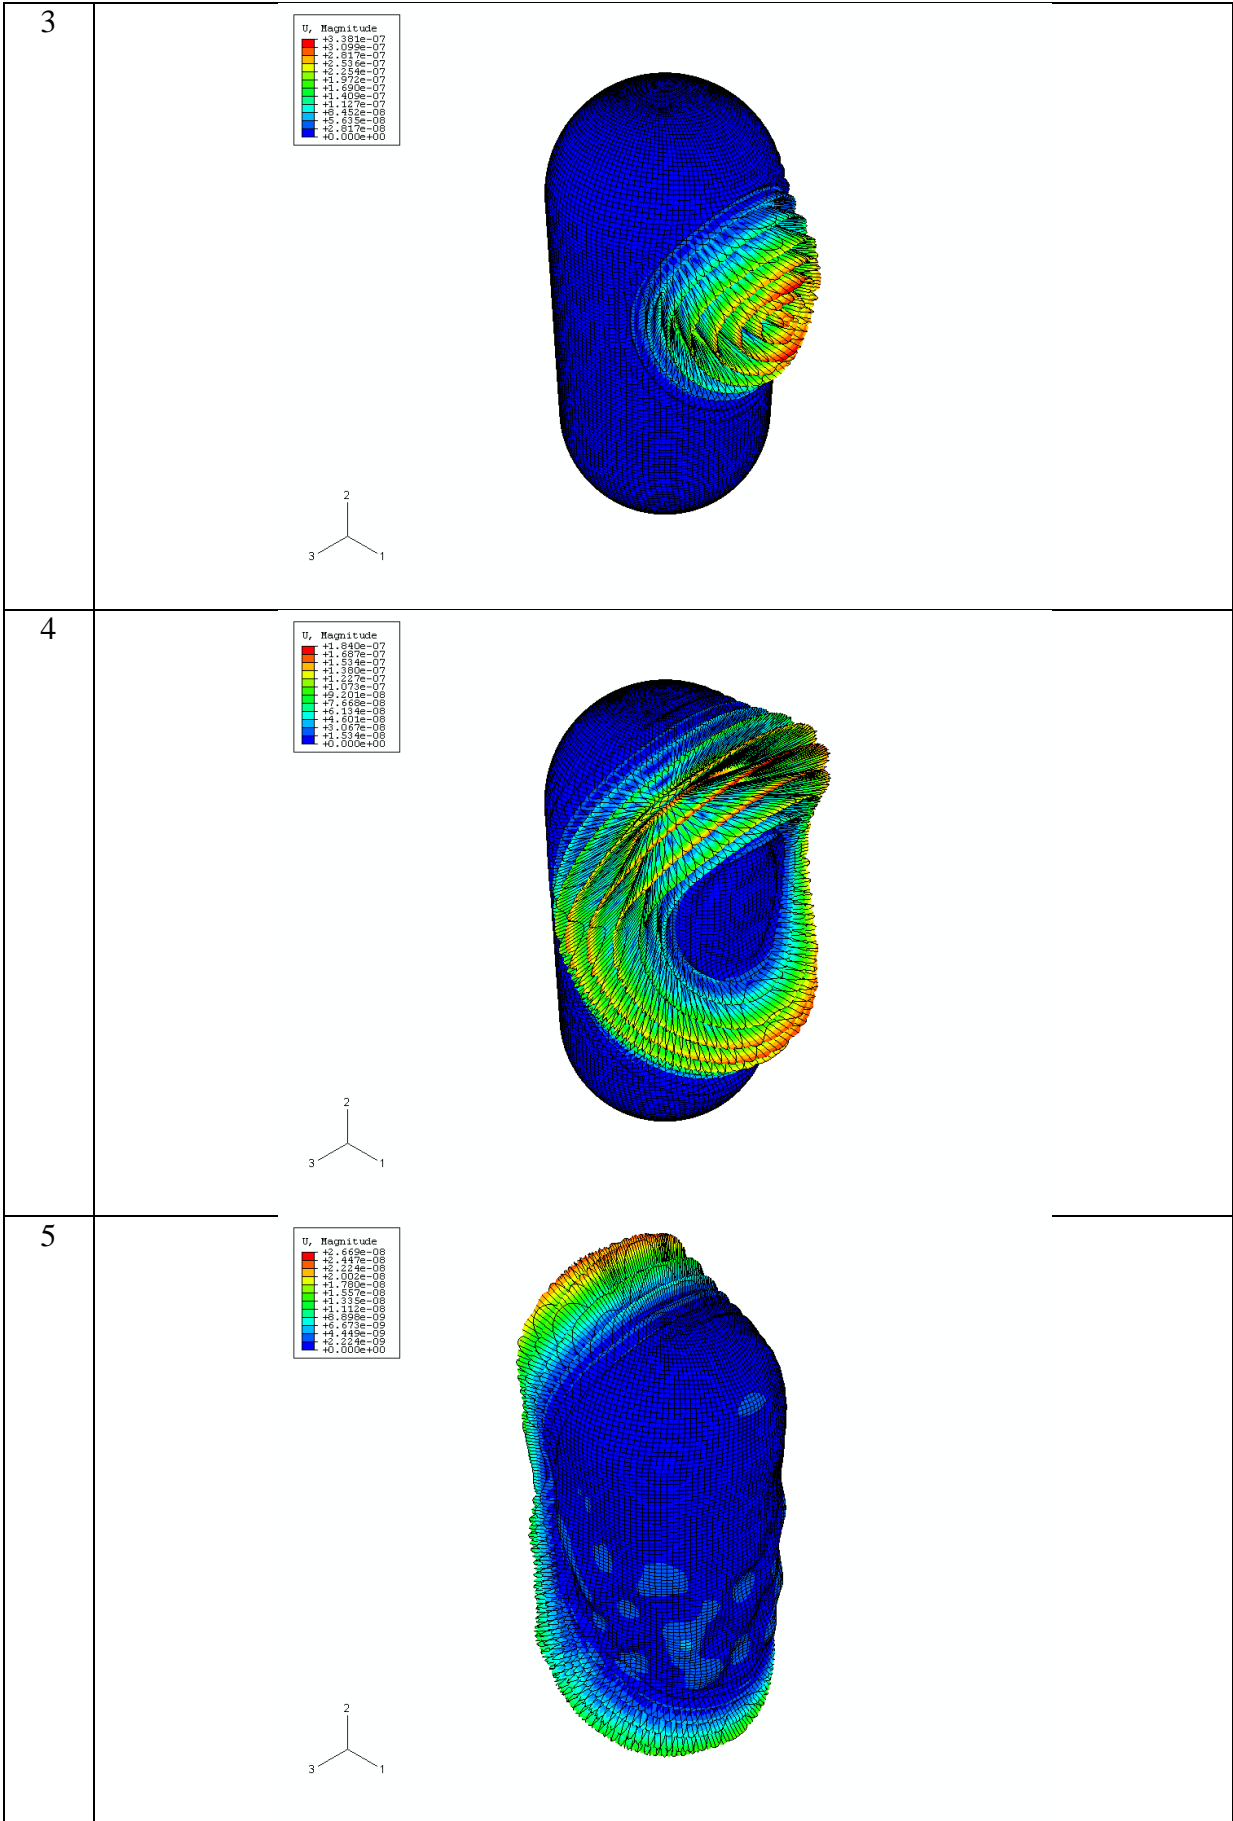 3
U, Magnitude
+3.381e-07
+3.099e-07
+2.817e-07
+2.536e-07
+2.254e-07
+1.972e-07
+1.690e-07
+1.409e-07
+1.127e-07
+8.452e-08
+5.635e-08
+2.817e-08
+0.000e+00
2
3
1
4
U, Magnitude
+1.840e-07
+1.687e-07
+1.534e-07
+1.380e-07
+1.227e-07
+1.073e-07
+9.201e-08
+7.668e-08
+6.134e-08
+4.601e-08
+3.067e-08
+1.534e-08
+0.000e+00
2
3
1
5
U, Magnitude
+2.669e-08
+2.447e-08
+2.224e-08
+2.002e-08
+1.780e-08
+1.557e-08
+1.335e-08
+1.112e-08
+8.898e-09
+6.673e-09
+4.449e-09
+2.224e-09
+0.000e+00
2
3
1